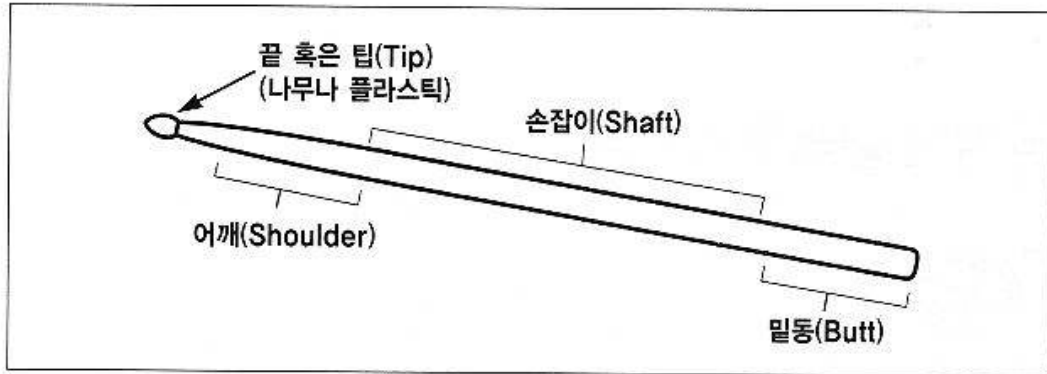 끝 혹은 팁(Tip)
(나무나 플라스틱)
손잡이(Shaft)
어깨(Shoulder)
밑동(Butt)